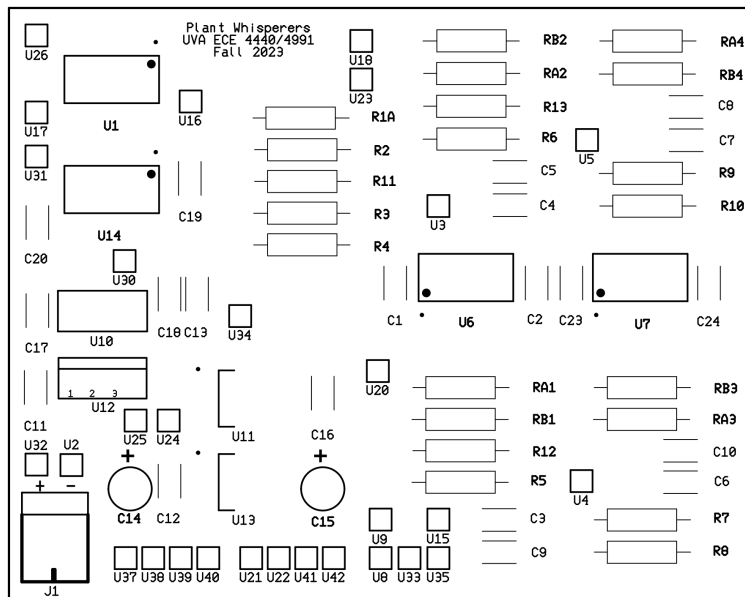 Plant Whisperers
UVA ECE 4440/4991
Fall 2023
U26
U18
RB2
RA4
U23
RA2
RB4
U17
U1
U16
R1A
R13
C8
R2
R6
U5
C7
U31
R11
C5
R9
C19
R3
U3
C4
R10
C20
U14
R4
U30
C17
U10
C18
C13
U34
C1
U6
C2
C23
U7
C24
1 2 3
C11
U12
U25
U24
U11
C16
U20
RA1
RB3
RB1
RA3
R12
C10
U32
U2
+ -
+
+
R5
U4
C6
C14
C12
U13
C15
U9
U15
C3
R7
C9
R8
J1
U37
U38
U39
U40
U21
U22
U41
U42
U8
U33
U35